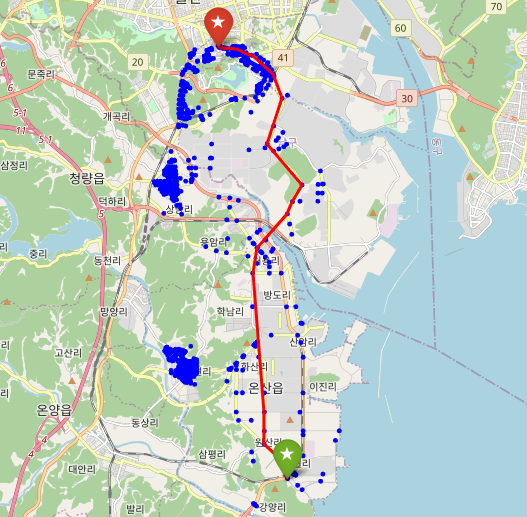 70
60
41
20
문죽리
30
5·1
개곡리
11
5·1
삼정리
청량읍
덕하리
상남리
용암리
중리
동천리
방도리
학남리
망양리
산암리
고산리
화산리
온산읍
이진리
온양읍
동상리
원산리
삼평리
대안리
발리
강양리